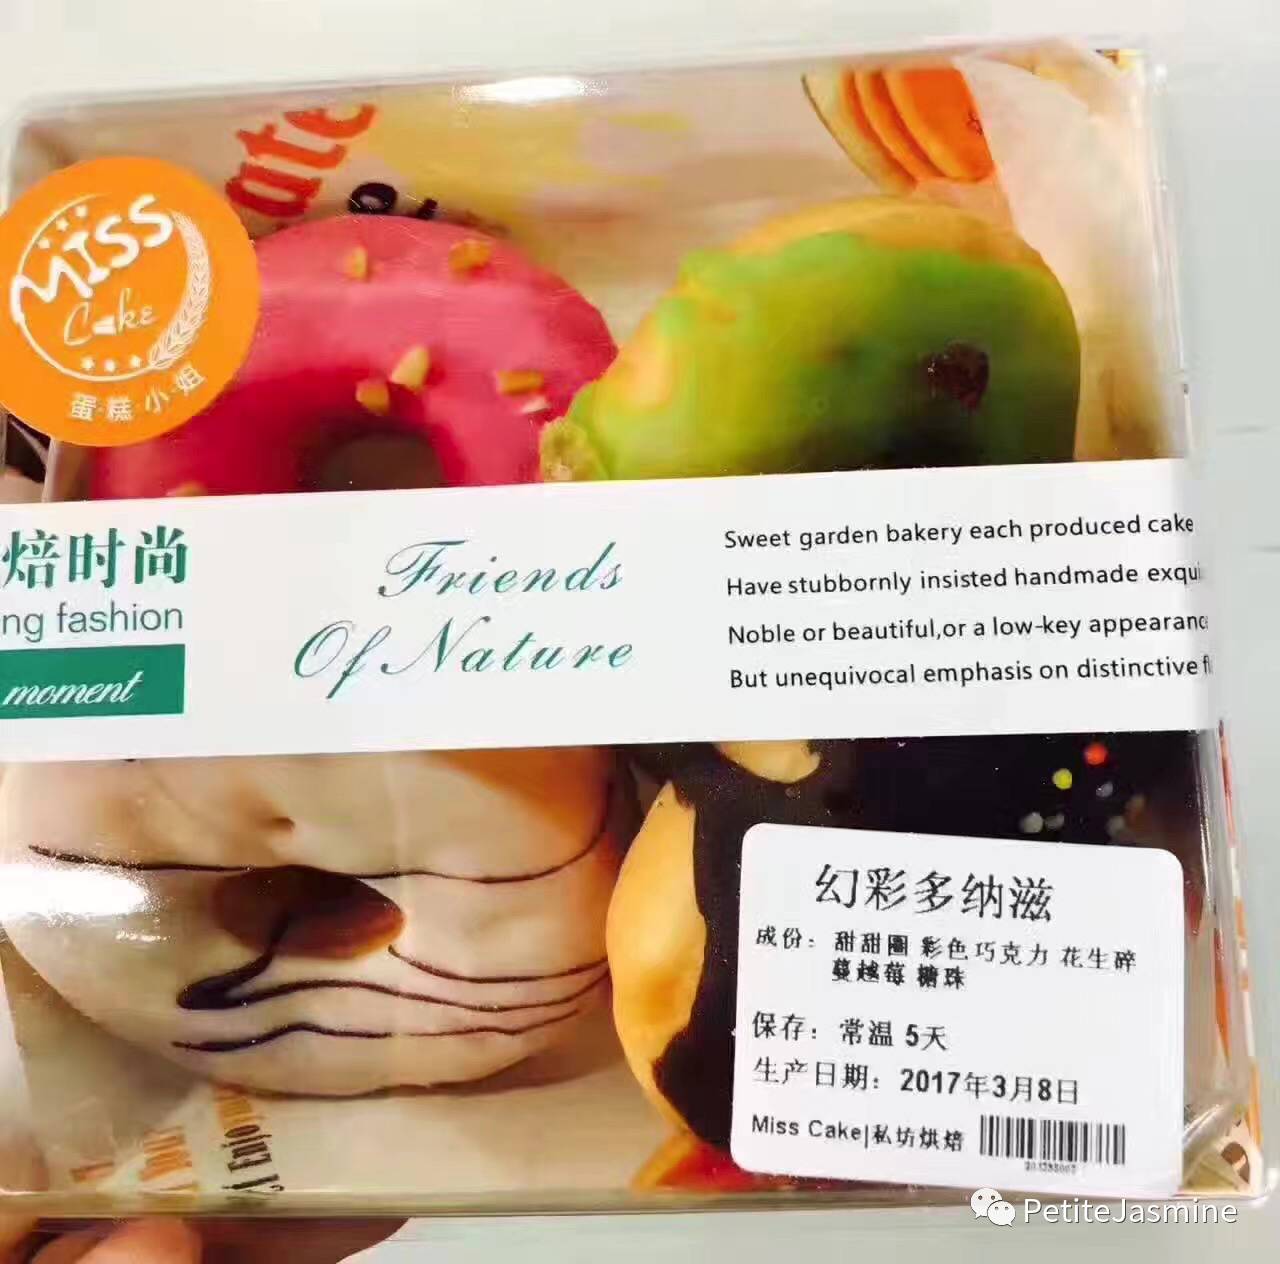 ate
MISS
Cake
蛋·糕·小·姐
焙时尚
ng fashion
moment
Friends
Of Nature
Sweet garden bakery each produced cake
Have stubbornly insisted handmade exqui
Noble or beautiful,or a low-key appearanc
But unequivocal emphasis on distinctive fl
幻彩多纳滋
成份：甜甜圈 彩色巧克力 花生碎
蔓越莓 糖珠
保存：常温 5天
生产日期：2017年3月8日
Miss Cake|私坊烘焙
PetiteJasmine